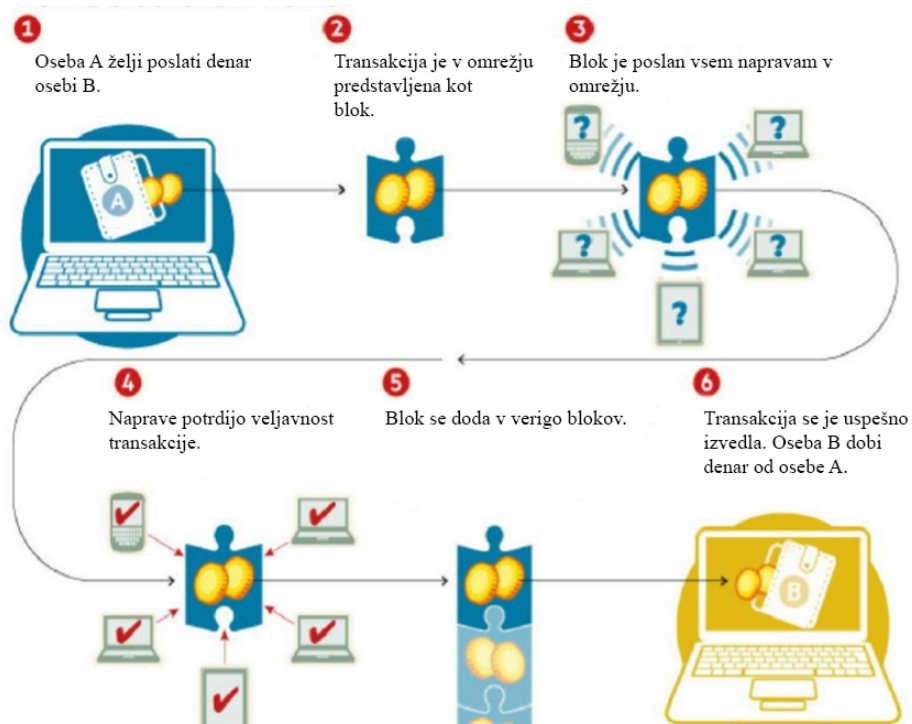 1
Oseba A želji poslati denar
osebi B.
2
Transakcija je v omrežju
predstavljena kot
blok.
3
Blok je poslan vsem napravam v
omrežju.
?
?
?
?
?
A
4
Naprave potrdijo veljavnost
transakcije.
5
Blok se doda v verigo blokov.
6
Transakcija se je uspešno
izvedla. Oseba B dobi
denar od osebe A.
B